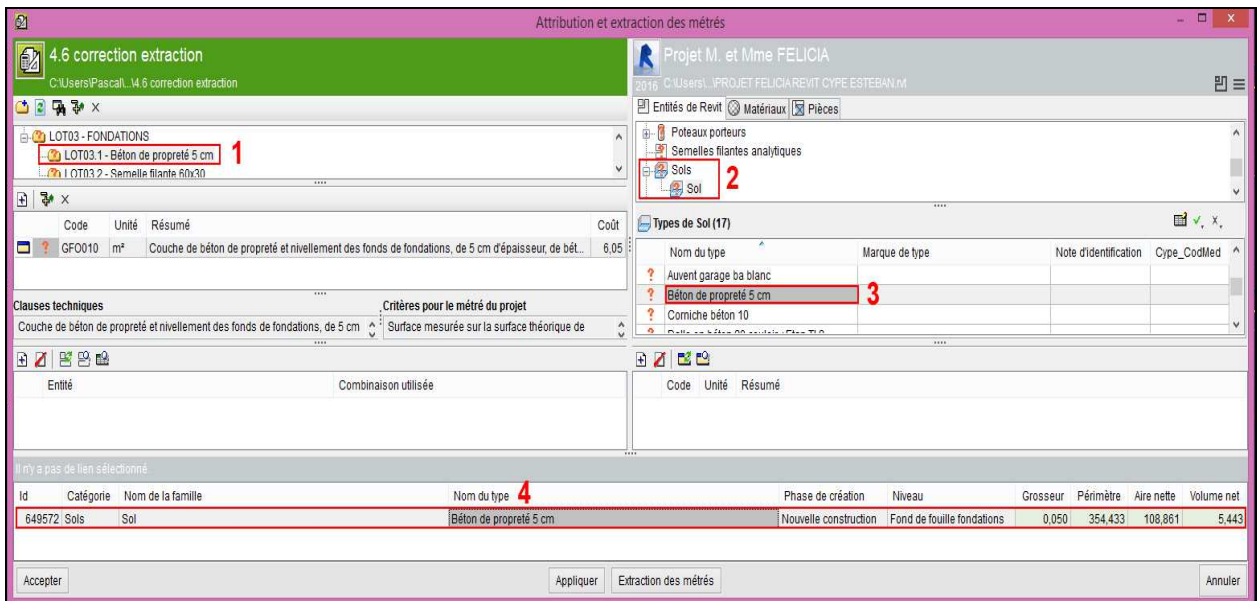 Attribution et extraction des métrés
4.6 correction extraction
C:\Users\Pascal\...\4.6 correction extraction
LOT03 - FONDATIONS
LOT03.1 - Béton de propreté 5 cm 1
LOT03.2 - Semelle filante 60x30
Code Unité Résumé Coût
? GFO010 m² Couche de béton de propreté et nivellement des fonds de fondations, de 5 cm d'épaisseur, de bét... 6,05
Clauses techniques Critères pour le métré du projet
Couche de béton de propreté et nivellement des fonds de fondations, de 5 cm Surface mesurée sur la surface théorique de
Entité Combinaison utilisée
Projet M. et Mme FELICIA
2016 C:\Users\...\PROJET FELICIA REVIT CYPE ESTEBAN.rvt
Entités de Revit Matériaux Pièces
Poteaux porteurs
Semelles filantes analytiques
Sols 2
Sol
Types de Sol (17)
Nom du type Marque de type Note d'identification Cype_CodMed
? Auvent garage ba blanc
? Béton de propreté 5 cm 3
? Corniche béton 10
Code Unité Résumé
Il n'y a pas de lien sélectionné.
Id Catégorie Nom de la famille Nom du type 4 Phase de création Niveau Grosseur Périmètre Aire nette Volume net
649572 Sols Sol Béton de propreté 5 cm Nouvelle construction Fond de fouille fondations 0,050 354,433 108,861 5,443
Accepter Appliquer Extraction des métrés Annuler